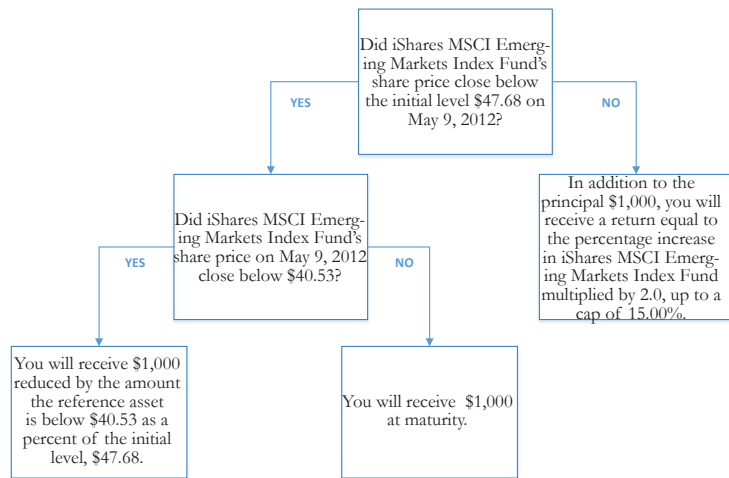 Did iShares MSCI Emerg-
ing Markets Index Fund's
share price close below
the initial level $47.68 on
May 9, 2012?
YES
NO
Did iShares MSCI Emerg-
ing Markets Index Fund's
share price on May 9, 2012
close below $40.53?
In addition to the
principal $1,000, you will
receive a return equal to
the percentage increase
in iShares MSCI Emerg-
ing Markets Index Fund
multiplied by 2.0, up to a
cap of 15.00%.
YES
NO
You will receive $1,000
reduced by the amount
the reference asset
is below $40.53 as a
percent of the initial
level, $47.68.
You will receive $1,000
at maturity.